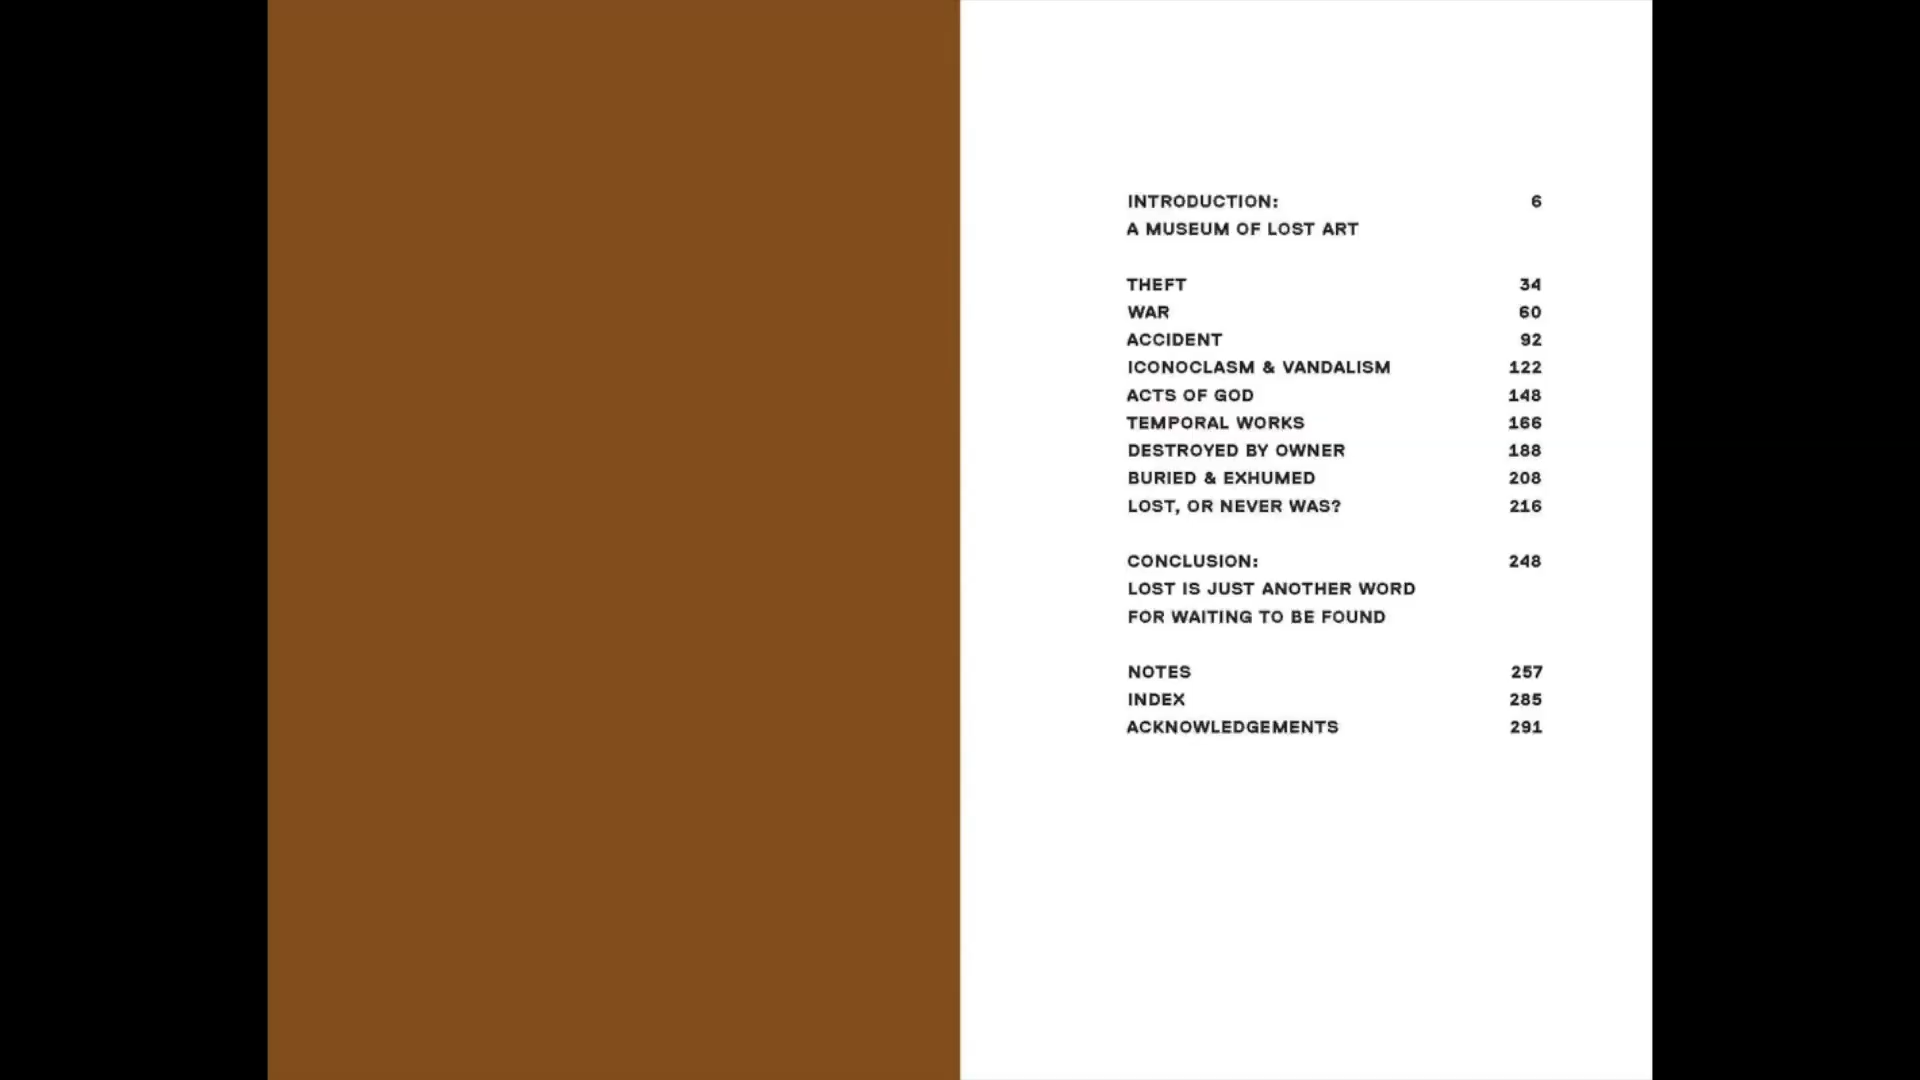 INTRODUCTION: 6
A MUSEUM OF LOST ART
THEFT 34
WAR 60
ACCIDENT 92
ICONOCLASM & VANDALISM 122
ACTS OF GOD 148
TEMPORAL WORKS 166
DESTROYED BY OWNER 188
BURIED & EXHUMED 208
LOST, OR NEVER WAS? 216
CONCLUSION: 248
LOST IS JUST ANOTHER WORD
FOR WAITING TO BE FOUND
NOTES 257
INDEX 285
ACKNOWLEDGEMENTS 291